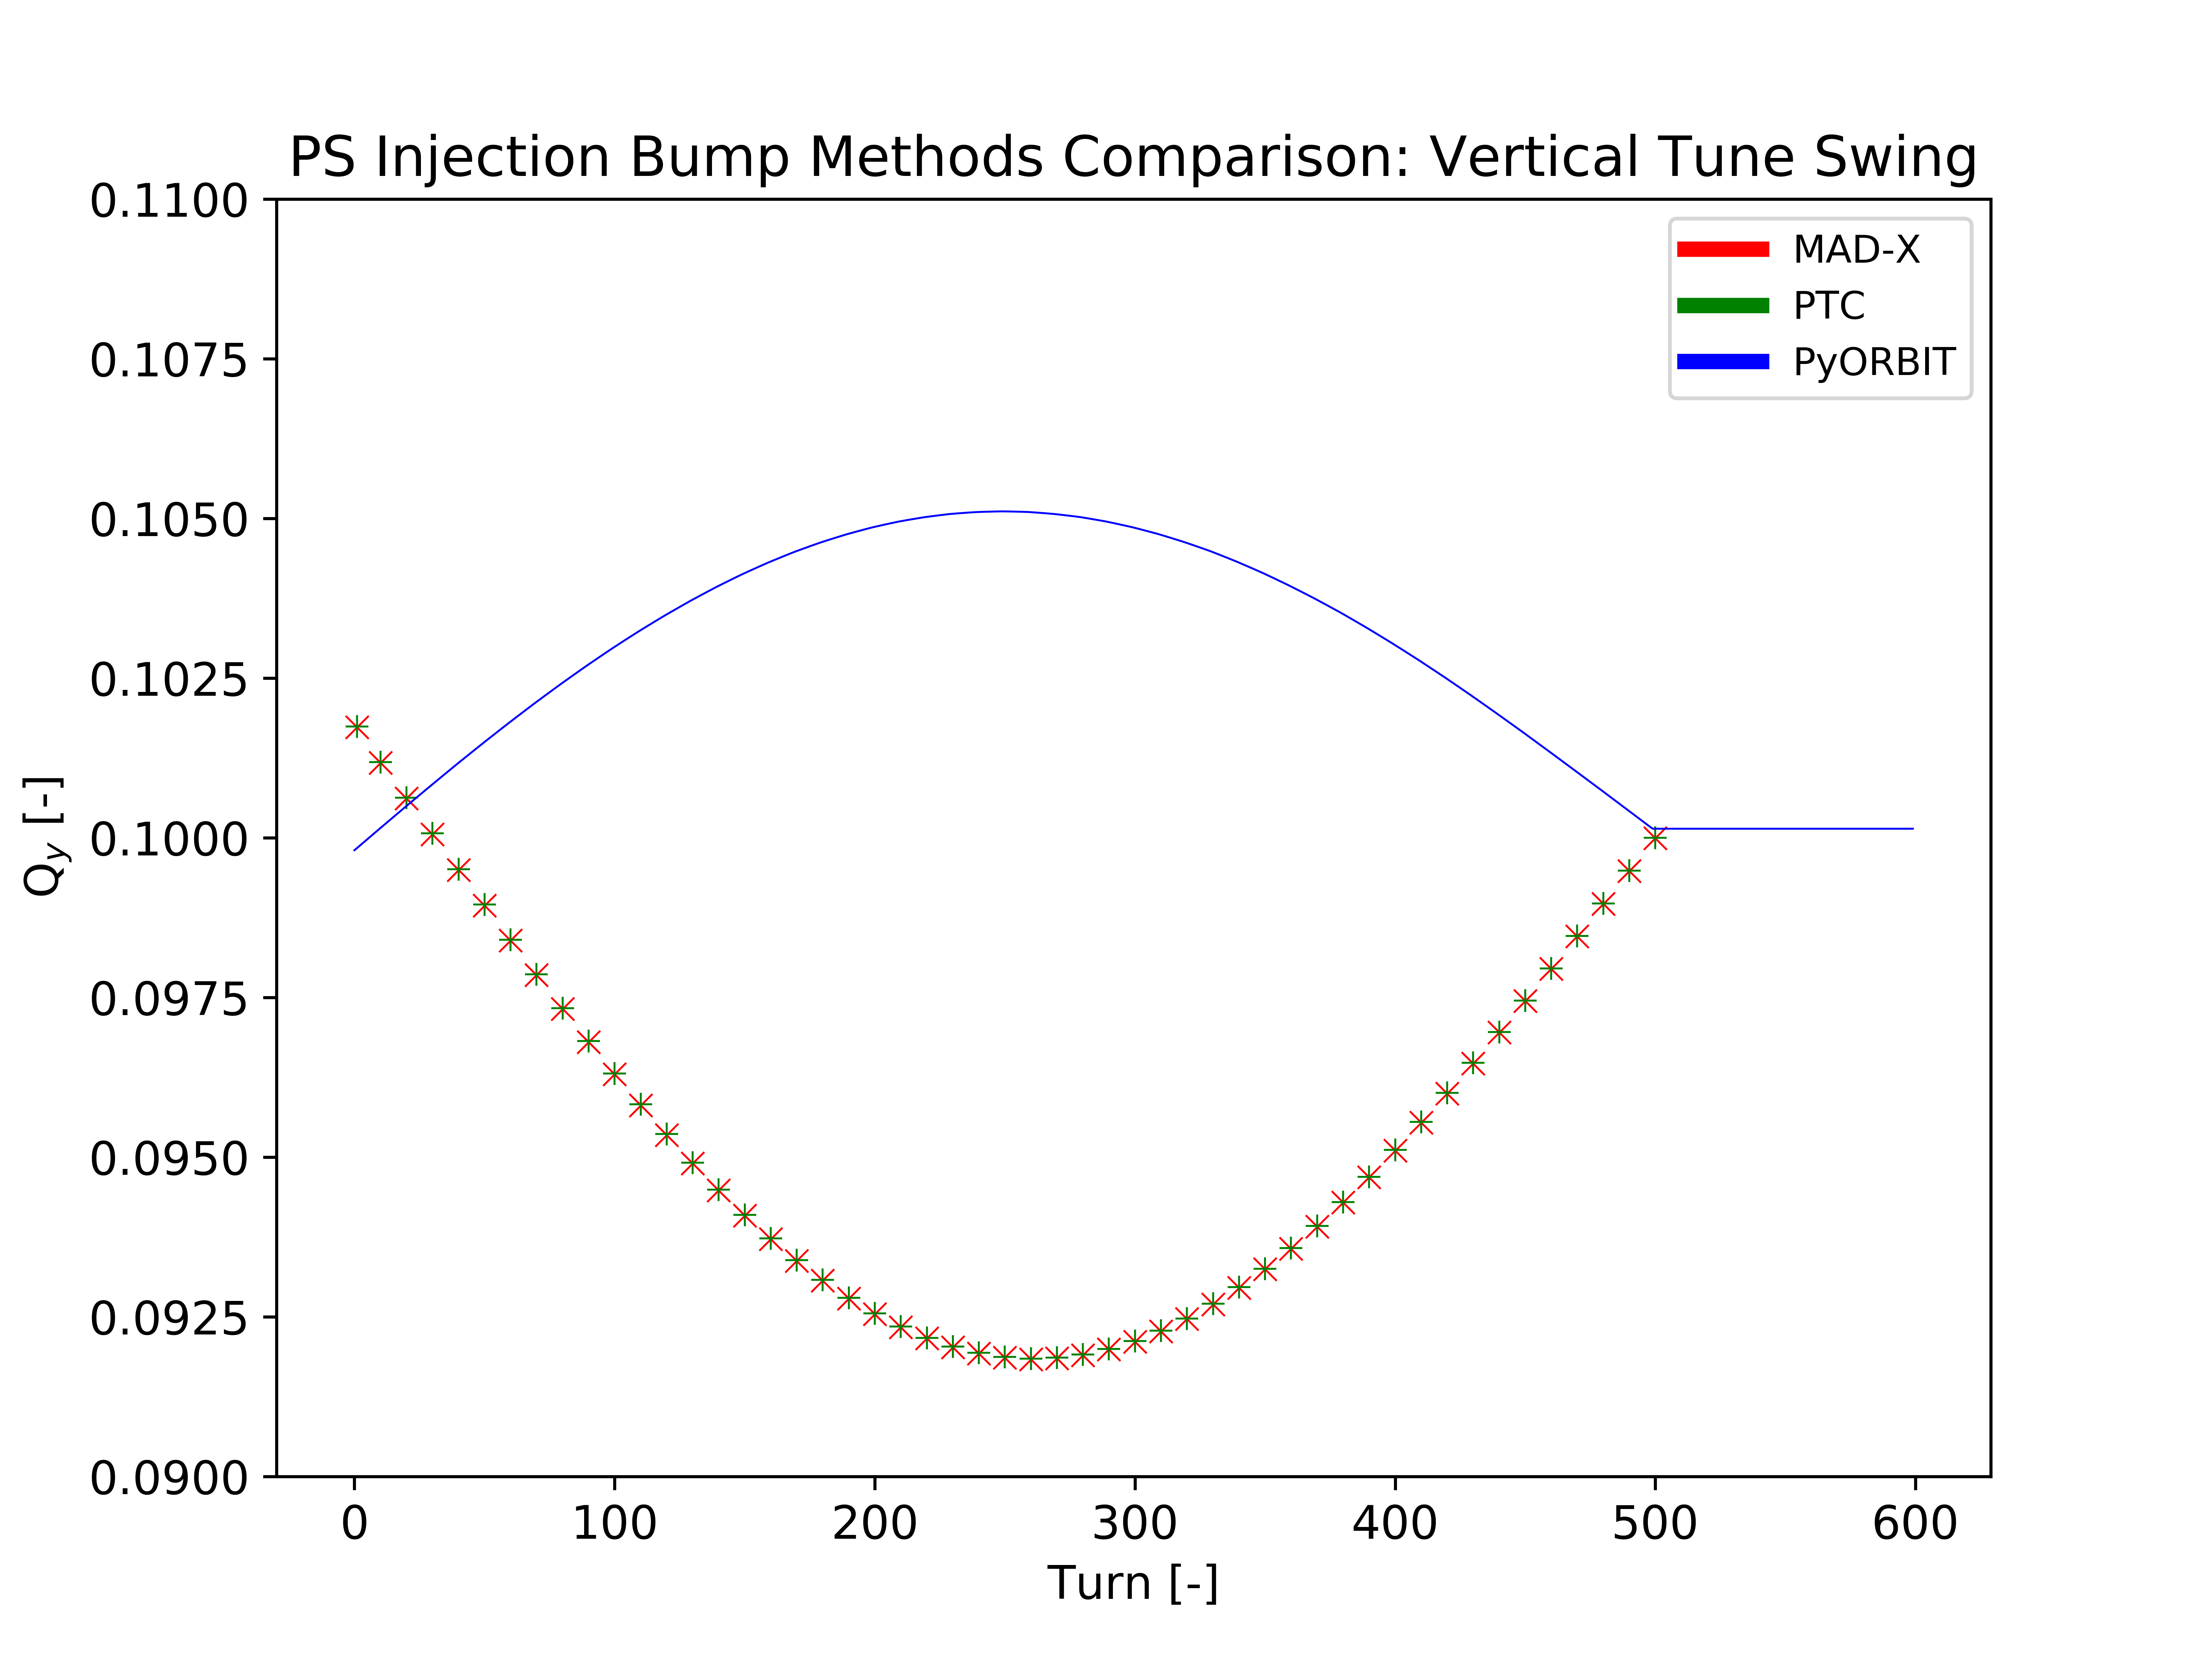 PS Injection Bump Methods Comparison: Vertical Tune Swing
MAD-X
PTC
PyORBIT
0.1100
0.1075
0.1050
0.1025
0.1000
0.0975
0.0950
0.0925
0.0900
Qy [-]
0 100 200 300 400 500 600
Turn [-]